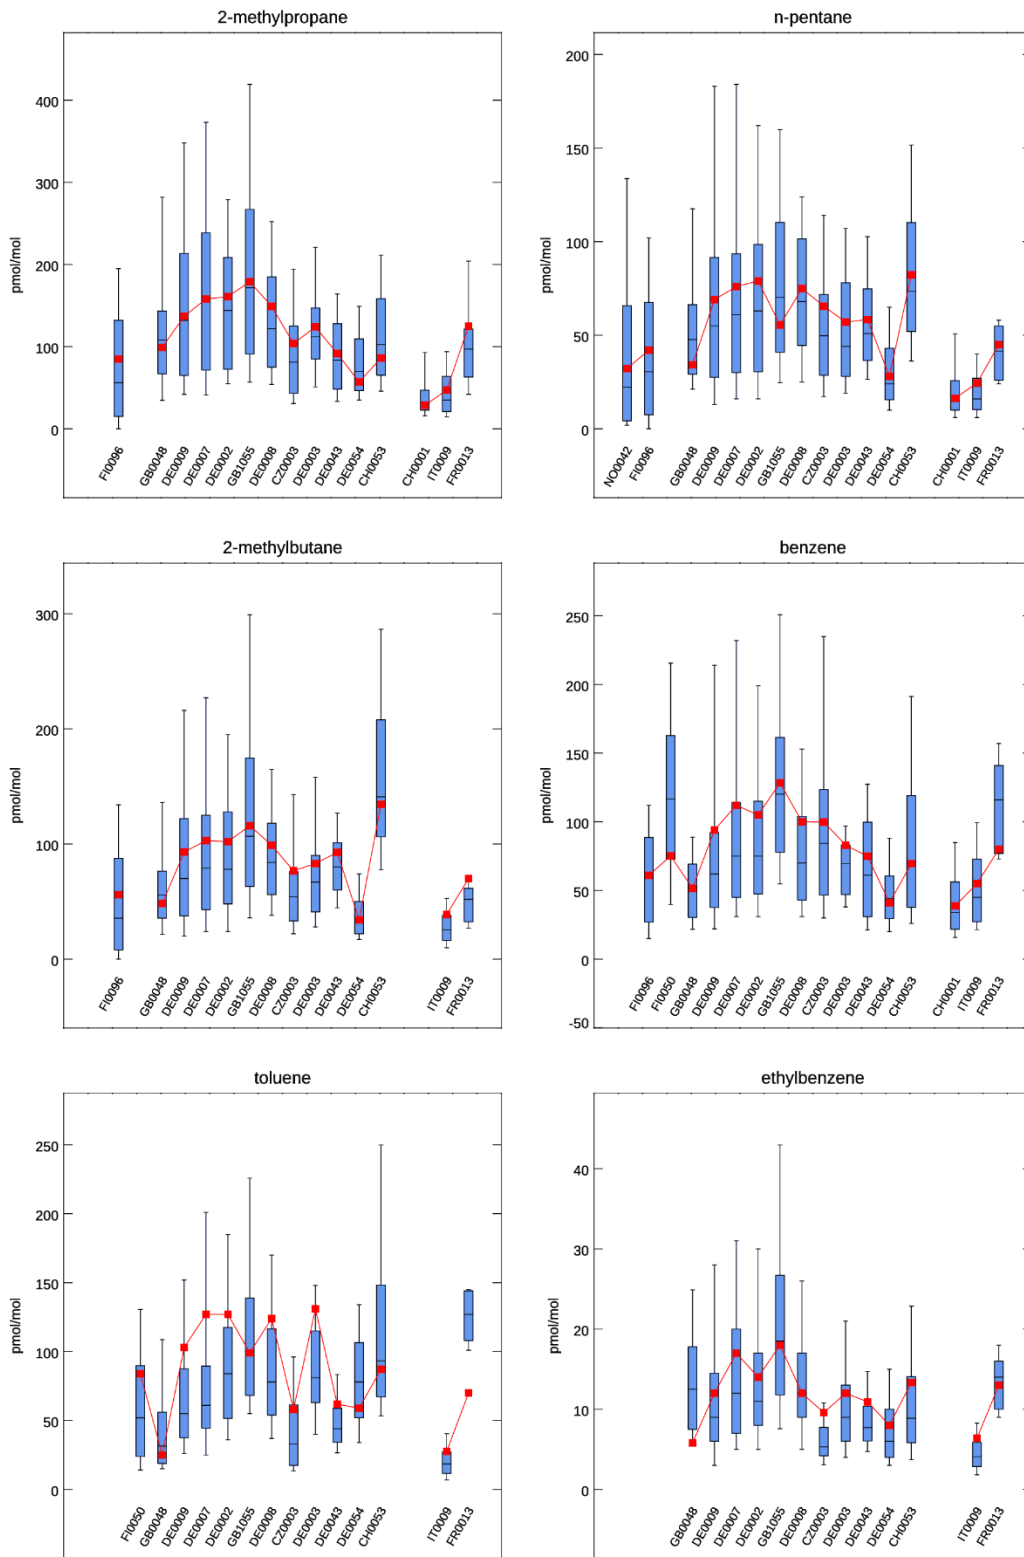 2-methylpropane
pmol/mol
400
300
200
100
0
FI0096 GB0048 DE0009 DE0007 DE0002 GB1055 DE0008 CZ0003 DE0003 DE0043 DE0054 CH0053 CH0001 IT0009 FR0013
n-pentane
pmol/mol
200
150
100
50
0
NO0042 FI0096 GB0048 DE0009 DE0007 DE0002 GB1055 DE0008 CZ0003 DE0003 DE0043 DE0054 CH0053 CH0001 IT0009 FR0013
2-methylbutane
pmol/mol
300
200
100
0
FI0096 GB0048 DE0009 DE0007 DE0002 GB1055 DE0008 CZ0003 DE0003 DE0043 DE0054 CH0053 IT0009 FR0013
benzene
pmol/mol
250
200
150
100
50
0
-50
FI0096 FI0050 GB0048 DE0009 DE0007 DE0002 GB1055 DE0008 CZ0003 DE0003 DE0043 DE0054 CH0053 CH0001 IT0009 FR0013
toluene
pmol/mol
250
200
150
100
50
0
FI0050 GB0048 DE0009 DE0007 DE0002 GB1055 DE0008 CZ0003 DE0003 DE0043 DE0054 CH0053 IT0009 FR0013
ethylbenzene
pmol/mol
40
30
20
10
0
GB0048 DE0009 DE0007 DE0002 GB1055 DE0008 CZ0003 DE0003 DE0043 DE0054 CH0053 IT0009 FR0013